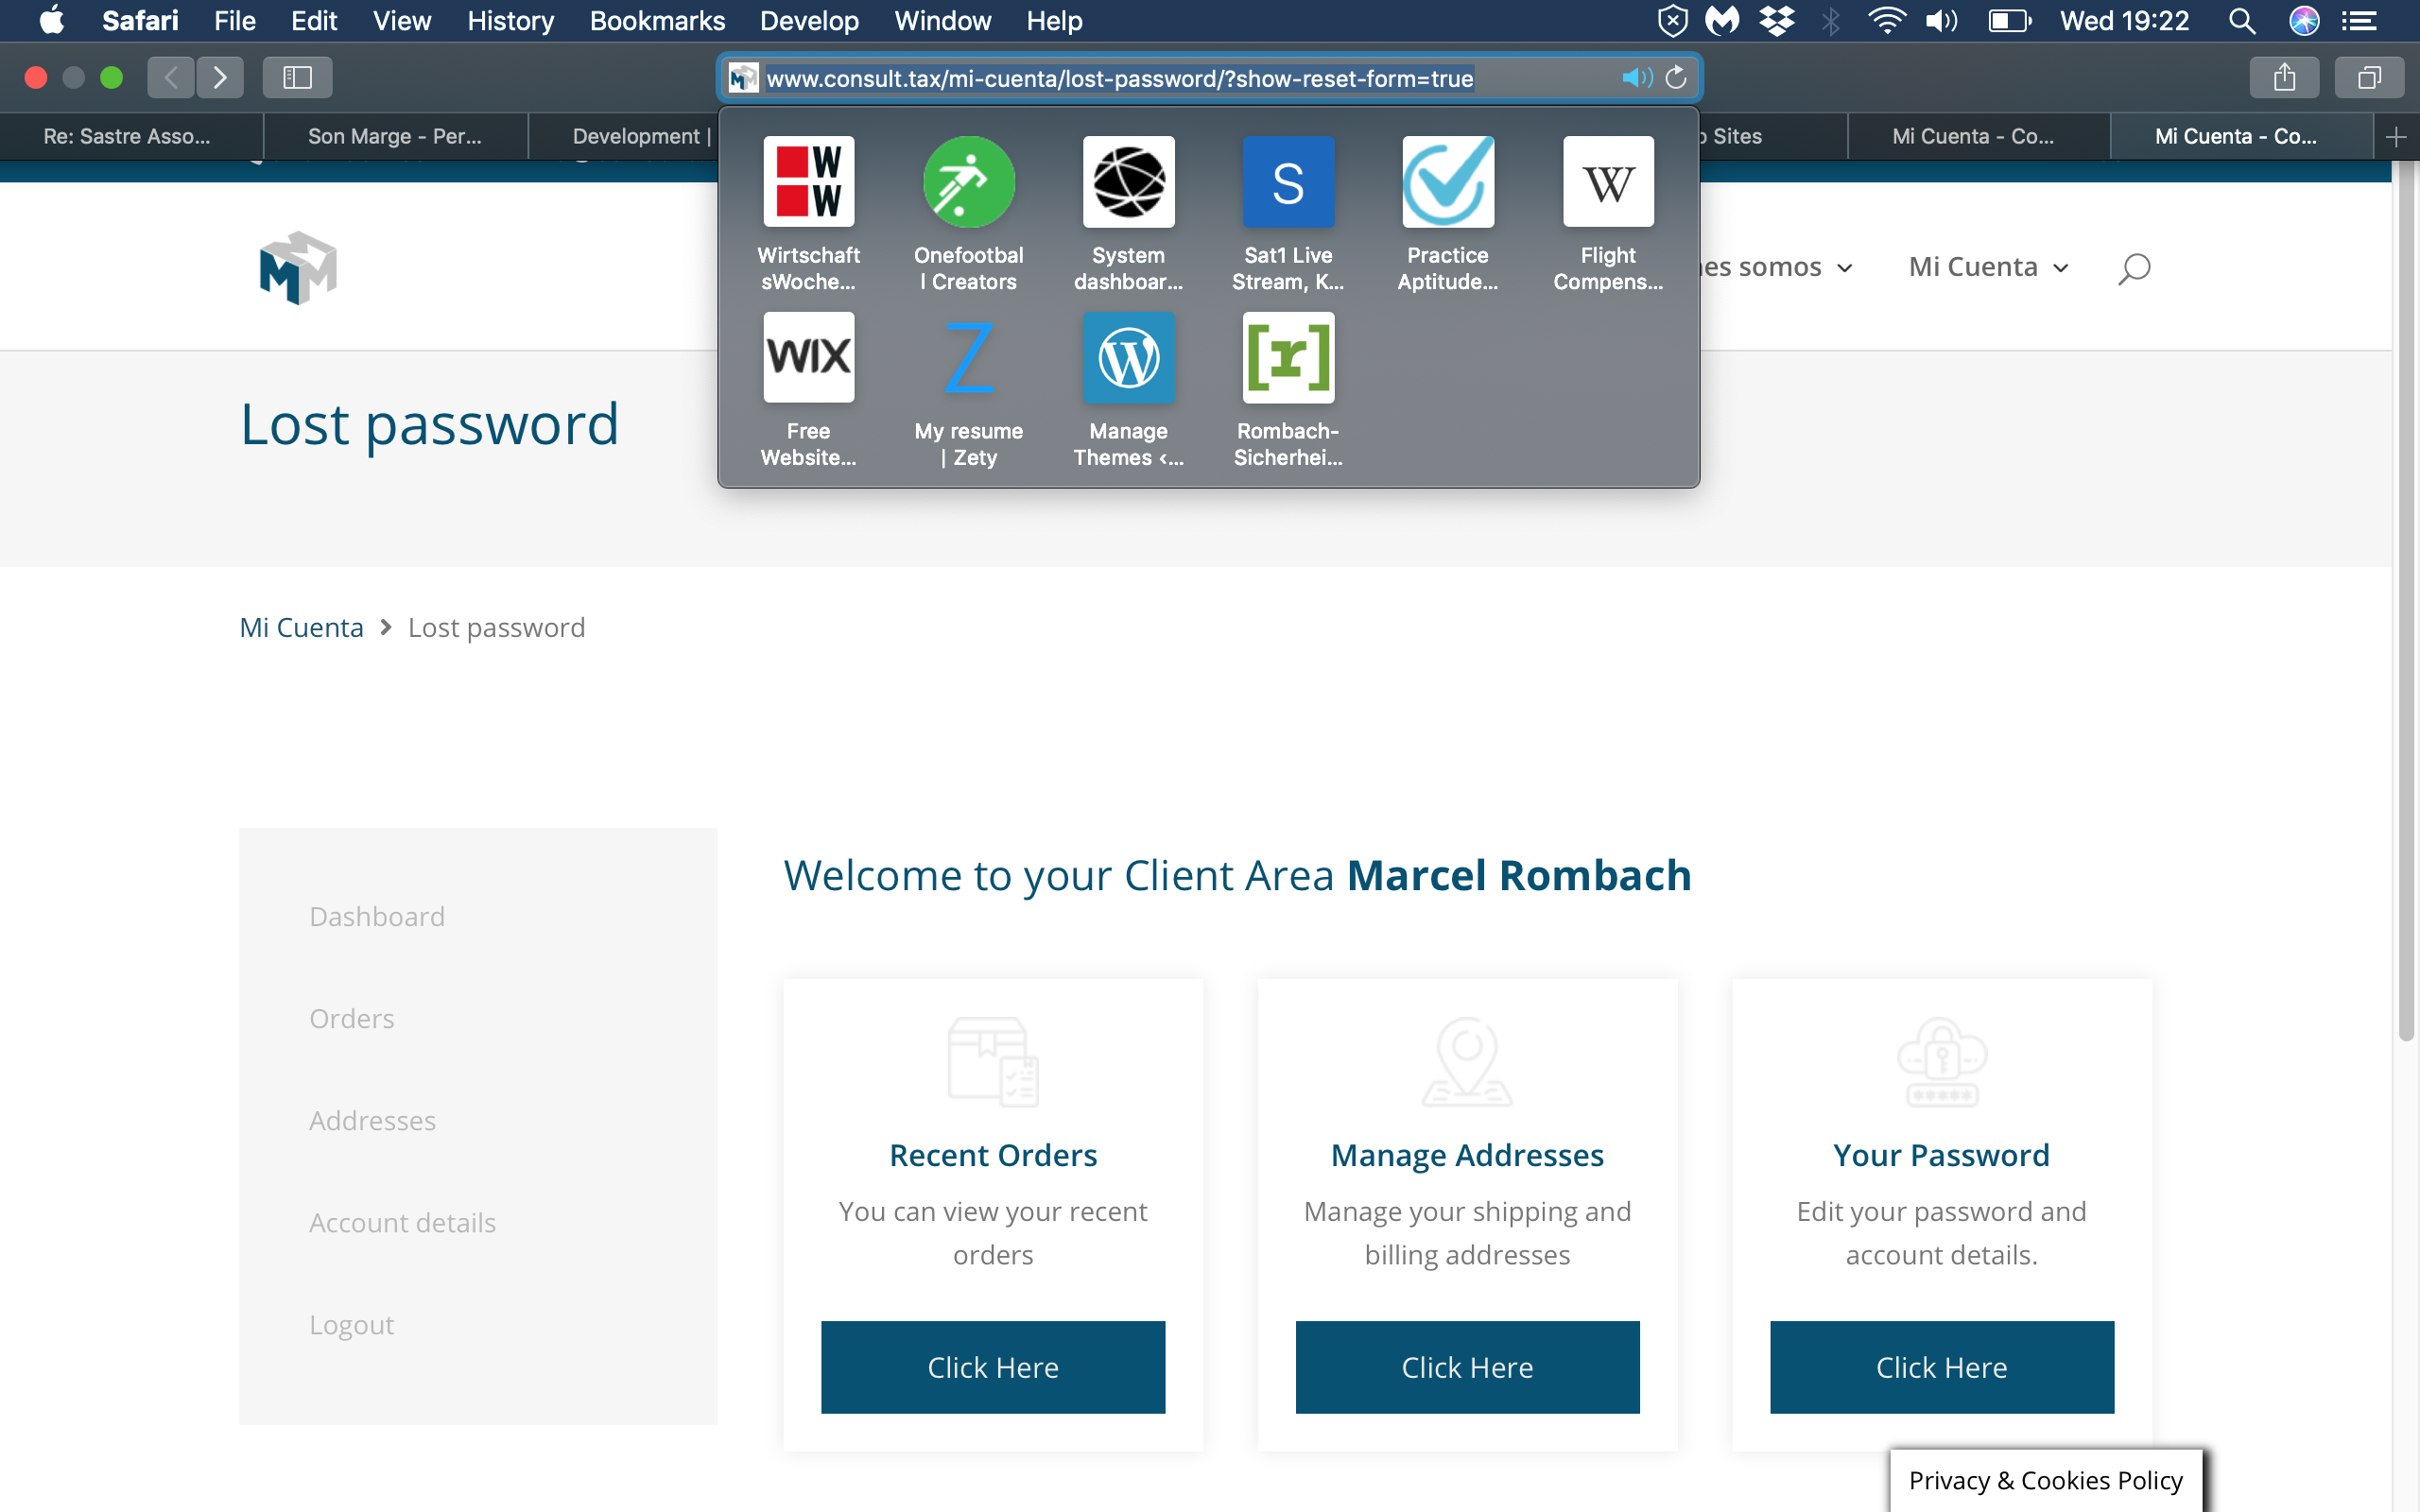 Safari File Edit View History Bookmarks Develop Window Help Wed 19:22
www.consult.tax/mi-cuenta/lost-password/?show-reset-form=true
Re: Sastre Asso... Son Marge - Per... Development | Sites Mi Cuenta - Co... Mi Cuenta - Co...
W
W
S
W
Wirtschaft
sWoche...
Onefootbal
l Creators
System
dashboar...
Sat1 Live
Stream, K...
Practice
Aptitude...
Flight
Compens...
WIX
Z
W
[r]
Free
Website...
My resume
| Zety
Manage
Themes <...
Rombach-
Sicherhei...
MM
somos Mi Cuenta
Lost password
Mi Cuenta > Lost password
Dashboard
Orders
Addresses
Account details
Logout
Welcome to your Client Area Marcel Rombach
Recent Orders
You can view your recent
orders
Click Here
Manage Addresses
Manage your shipping and
billing addresses
Click Here
*****
Your Password
Edit your password and
account details.
Click Here
Privacy & Cookies Policy